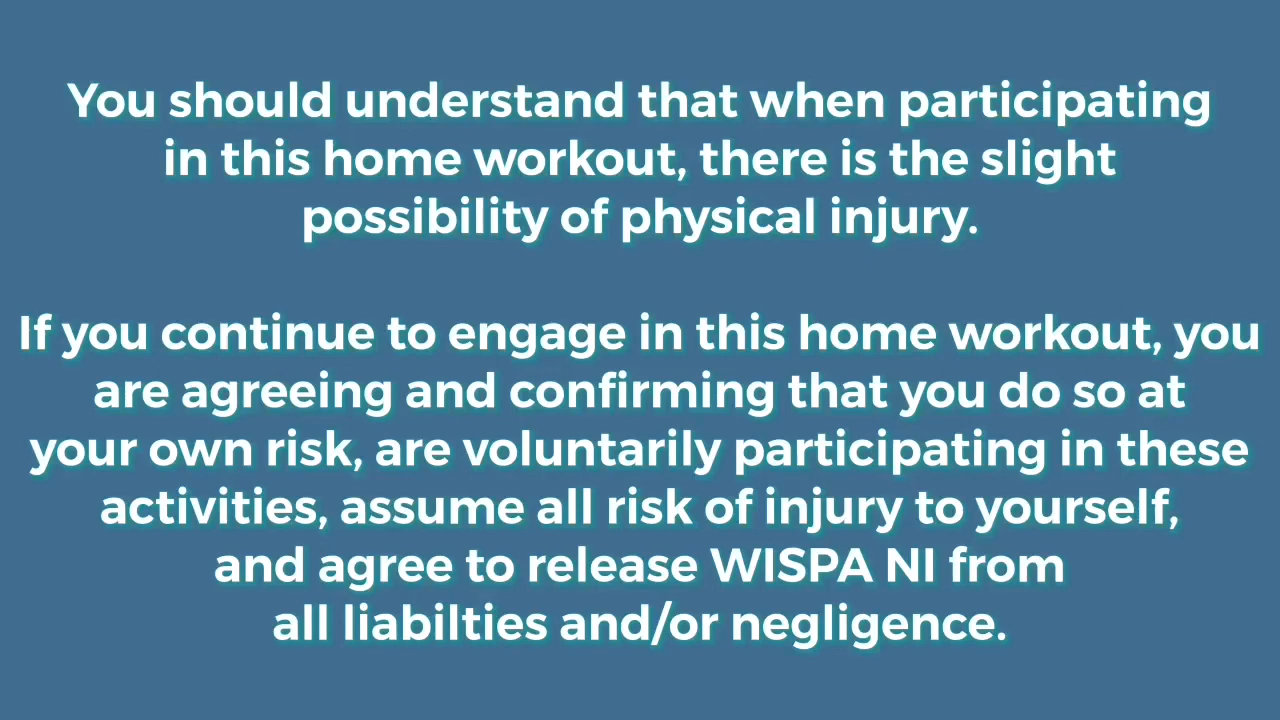 You should understand that when participating
in this home workout, there is the slight
possibility of physical injury.
If you continue to engage in this home workout, you
are agreeing and confirming that you do so at
your own risk, are voluntarily participating in these
activities, assume all risk of injury to yourself,
and agree to release WISPA NI from
all liabilties and/or negligence.